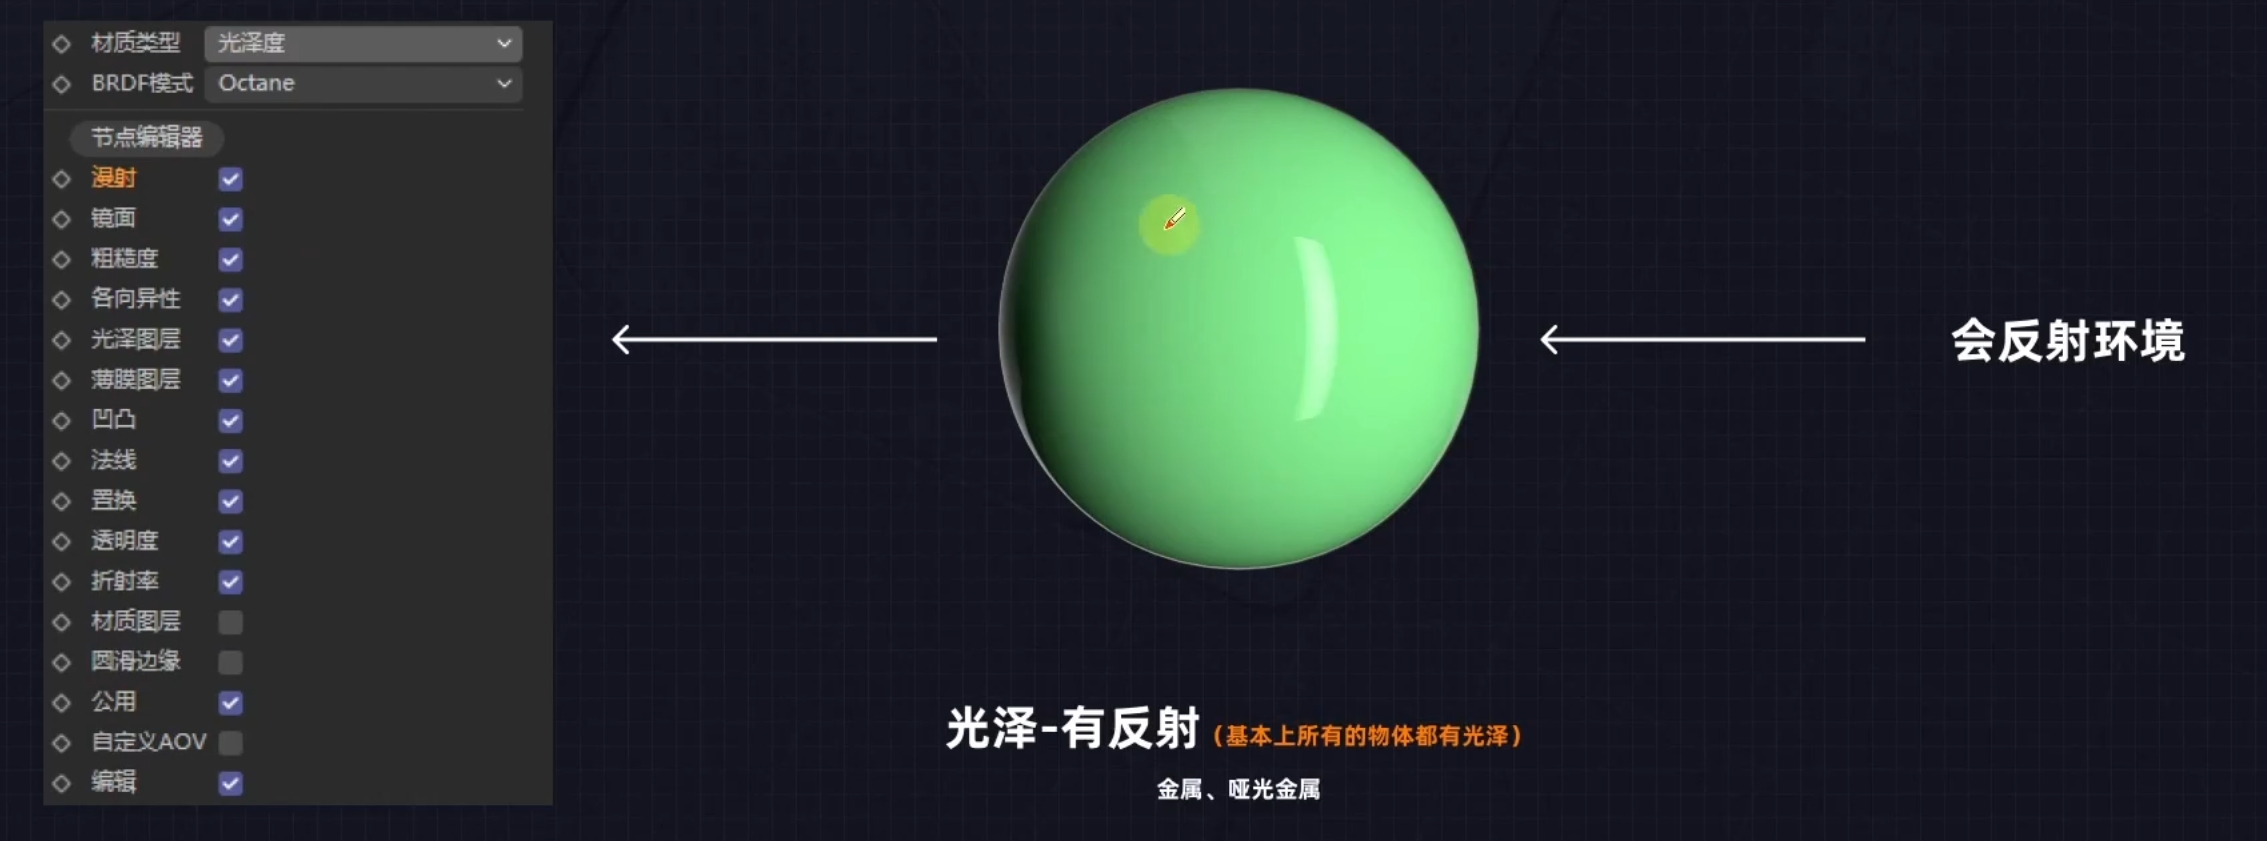 材质类型 光泽度
BRDF模式 Octane
节点编辑器
漫射
镜面
粗糙度
各向异性
光泽图层
薄膜图层
凹凸
法线
置换
透明度
折射率
材质图层
圆滑边缘
公用
自定义AOV
编辑
会反射环境
光泽-有反射（基本上所有的物体都有光泽）
金属、哑光金属